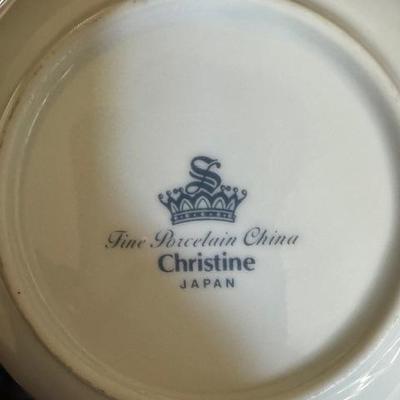 S
Fine Porcelain China
Christine
JAPAN